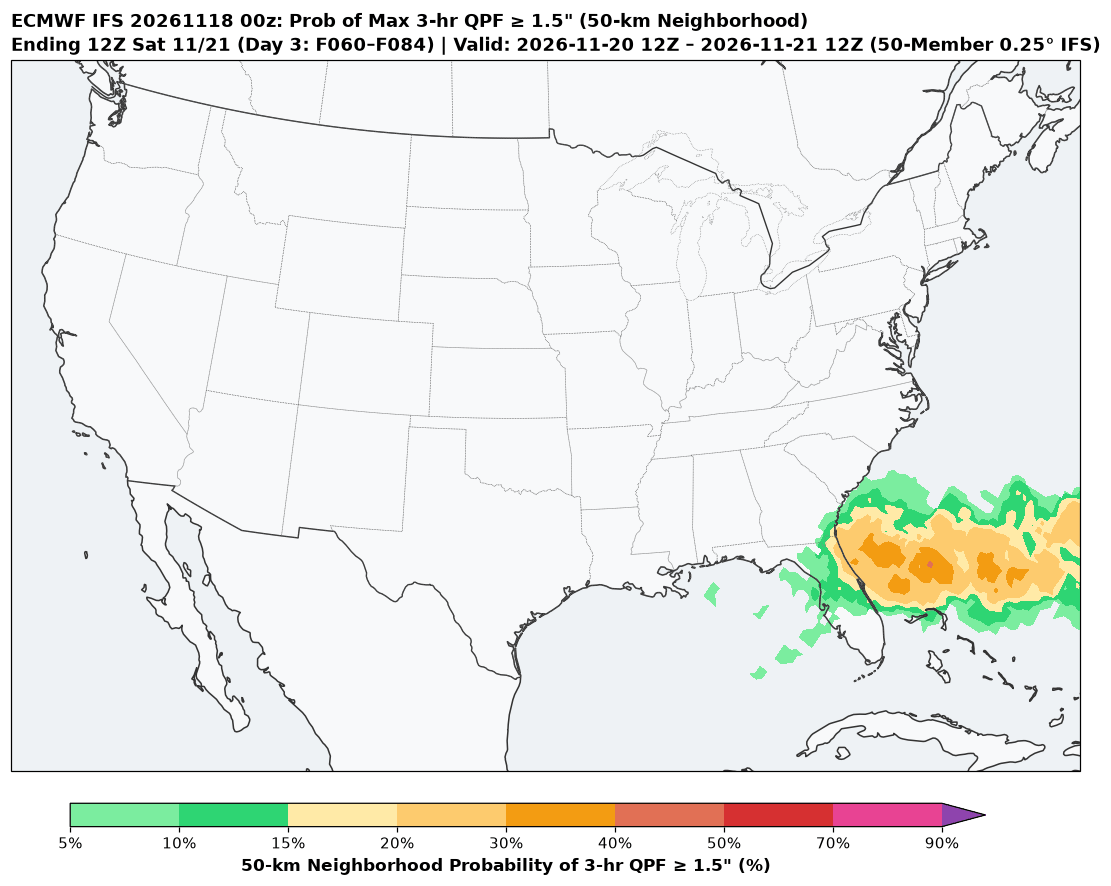 ECMWF IFS 20261118 00z: Prob of Max 3-hr QPF ≥ 1.5" (50-km Neighborhood)
Ending 12Z Sat 11/21 (Day 3: F060–F084) | Valid: 2026-11-20 12Z – 2026-11-21 12Z (50-Member 0.25° IFS)
5% 10% 15% 20% 30% 40% 50% 70% 90%
50-km Neighborhood Probability of 3-hr QPF ≥ 1.5" (%)